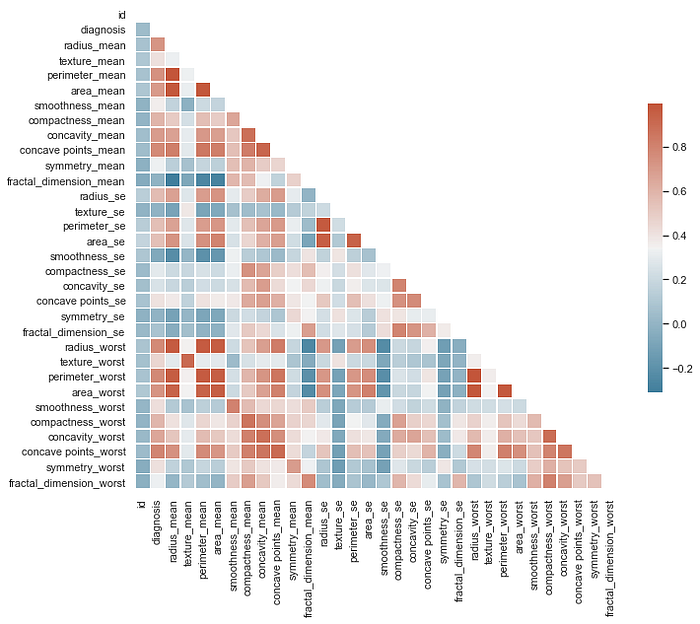 id
diagnosis
radius_mean
texture_mean
perimeter_mean
area_mean
smoothness_mean
compactness_mean
concavity_mean
concave points_mean
symmetry_mean
fractal_dimension_mean
radius_se
texture_se
perimeter_se
area_se
smoothness_se
compactness_se
concavity_se
concave points_se
symmetry_se
fractal_dimension_se
radius_worst
texture_worst
perimeter_worst
area_worst
smoothness_worst
compactness_worst
concavity_worst
concave points_worst
symmetry_worst
fractal_dimension_worst
id
diagnosis
radius_mean
texture_mean
perimeter_mean
area_mean
smoothness_mean
compactness_mean
concavity_mean
concave points_mean
symmetry_mean
fractal_dimension_mean
radius_se
texture_se
perimeter_se
area_se
smoothness_se
compactness_se
concavity_se
concave points_se
symmetry_se
fractal_dimension_se
radius_worst
texture_worst
perimeter_worst
area_worst
smoothness_worst
compactness_worst
concavity_worst
concave points_worst
symmetry_worst
fractal_dimension_worst
0.8
0.6
0.4
0.2
0.0
−0.2